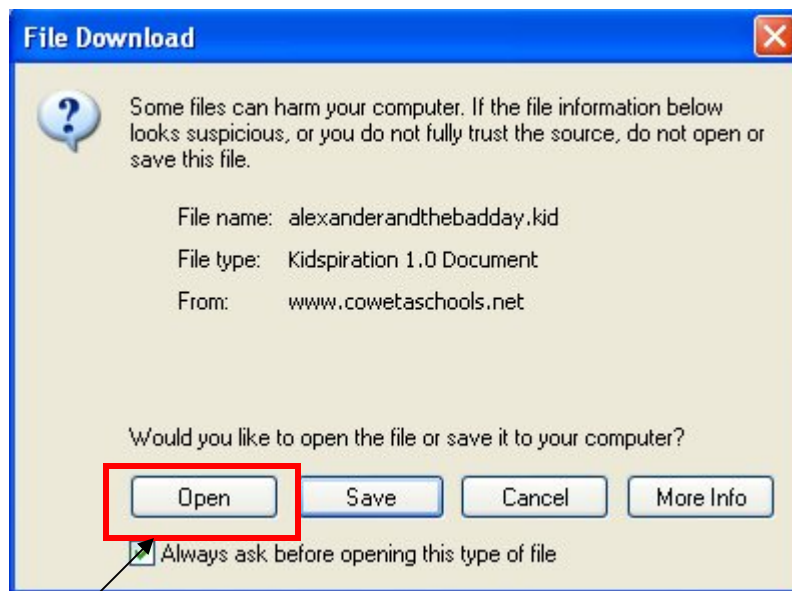 File Download
Some files can harm your computer. If the file information below
looks suspicious, or you do not fully trust the source, do not open or
save this file.
File name: alexanderandthebadday.kid
File type: Kidspiration 1.0 Document
From: www.cowetaschools.net
Would you like to open the file or save it to your computer?
Open Save Cancel More Info
Always ask before opening this type of file